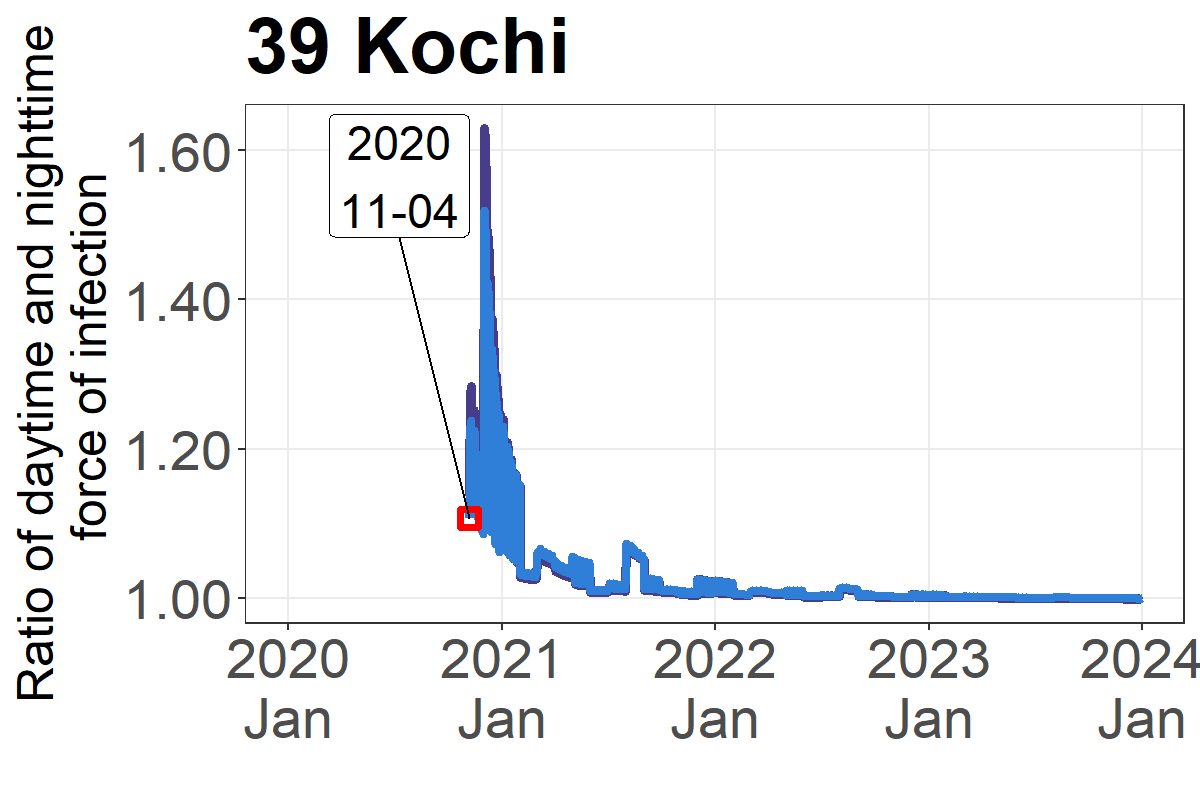 39 Kochi
Ratio of daytime and nighttime
force of infection
1.60
1.40
1.20
1.00
2020
11-04
2020
Jan
2021
Jan
2022
Jan
2023
Jan
2024
Jan